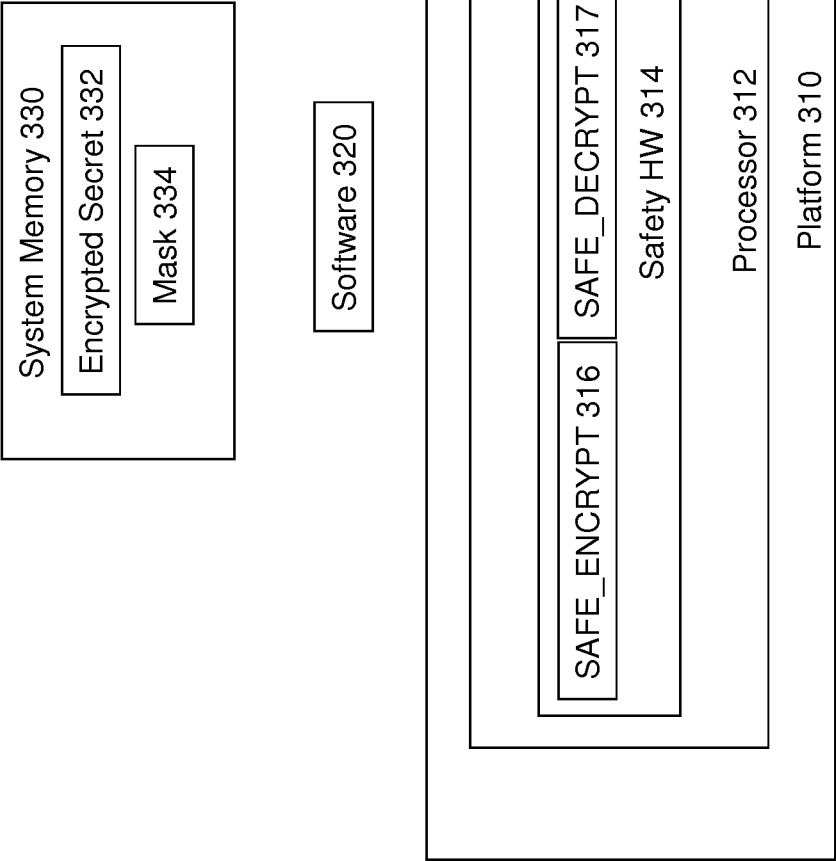 System Memory 330
Encrypted Secret 332
Mask 334
Software 320
SAFE_ENCRYPT 316
SAFE_DECRYPT 317
Safety HW 314
Processor 312
Platform 310